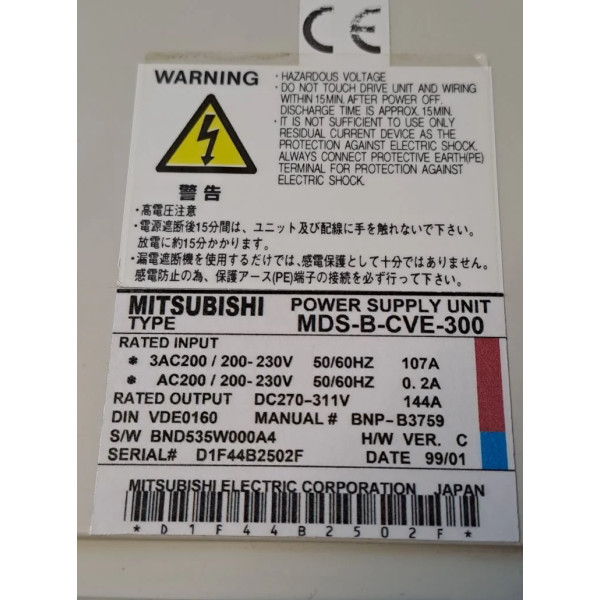 CE
WARNING
・HAZARDOUS VOLTAGE
・DO NOT TOUCH DRIVE UNIT AND WIRING
WITHIN 15MIN. AFTER POWER OFF.
DISCHARGE TIME IS APPROX. 15MIN.
・IT IS NOT SUFFICIENT TO USE ONLY
RESIDUAL CURRENT DEVICE AS THE
PROTECTION AGAINST ELECTRIC SHOCK.
ALWAYS CONNECT PROTECTIVE EARTH(PE)
TERMINAL FOR PROTECTION AGAINST
ELECTRIC SHOCK.
警告
・高電圧注意
・電源遮断後15分間は、ユニット及び配線に手を触れないで下さい。
放電に約15分かかります。
・漏電遮断機を使用するだけでは、感電保護として十分ではありません。
感電防止の為、保護アース(PE)端子の接続を必ず行って下さい。
MITSUBISHI POWER SUPPLY UNIT
TYPE MDS-B-CVE-300
RATED INPUT
* 3AC200/200-230V 50/60HZ 107A
* AC200/200-230V 50/60HZ 0.2A
RATED OUTPUT DC270-311V 144A
DIN VDE0160 MANUAL # BNP-B3759
S/W BND535W000A4 H/W VER. C
SERIAL# D1F44B2502F DATE 99/01
MITSUBISHI ELECTRIC CORPORATION JAPAN
*D1F44B2502F*